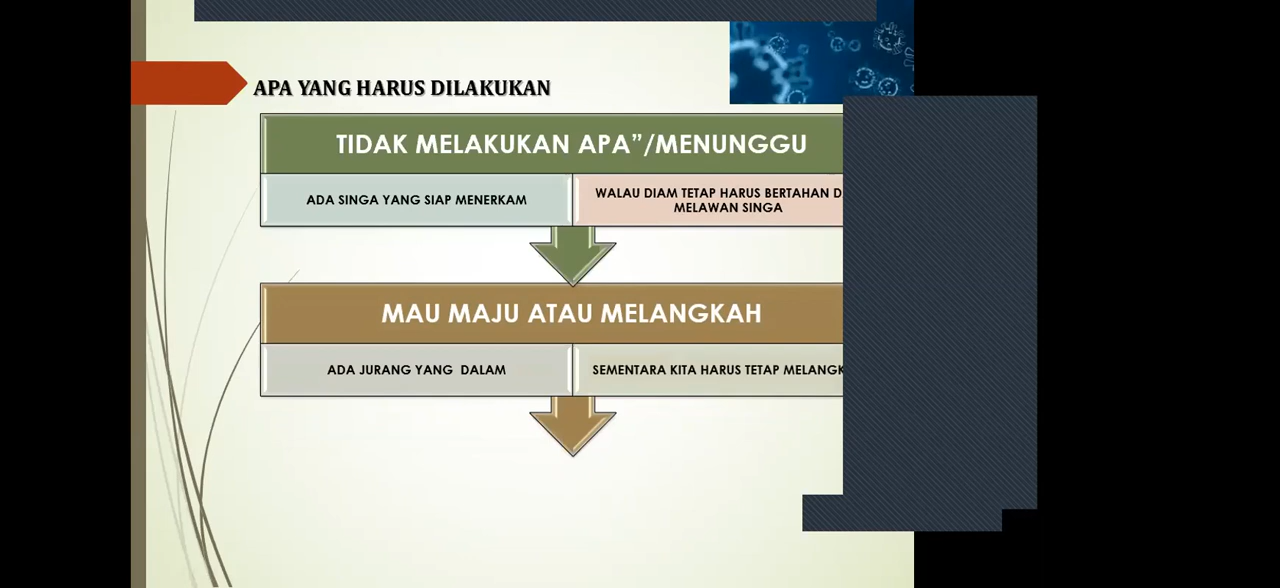 APA YANG HARUS DILAKUKAN
TIDAK MELAKUKAN APA”/MENUNGGU
ADA SINGA YANG SIAP MENERKAM
WALAU DIAM TETAP HARUS BERTAHAN
MELAWAN SINGA
MAU MAJU ATAU MELANGKAH
ADA JURANG YANG DALAM
SEMENTARA KITA HARUS TETAP